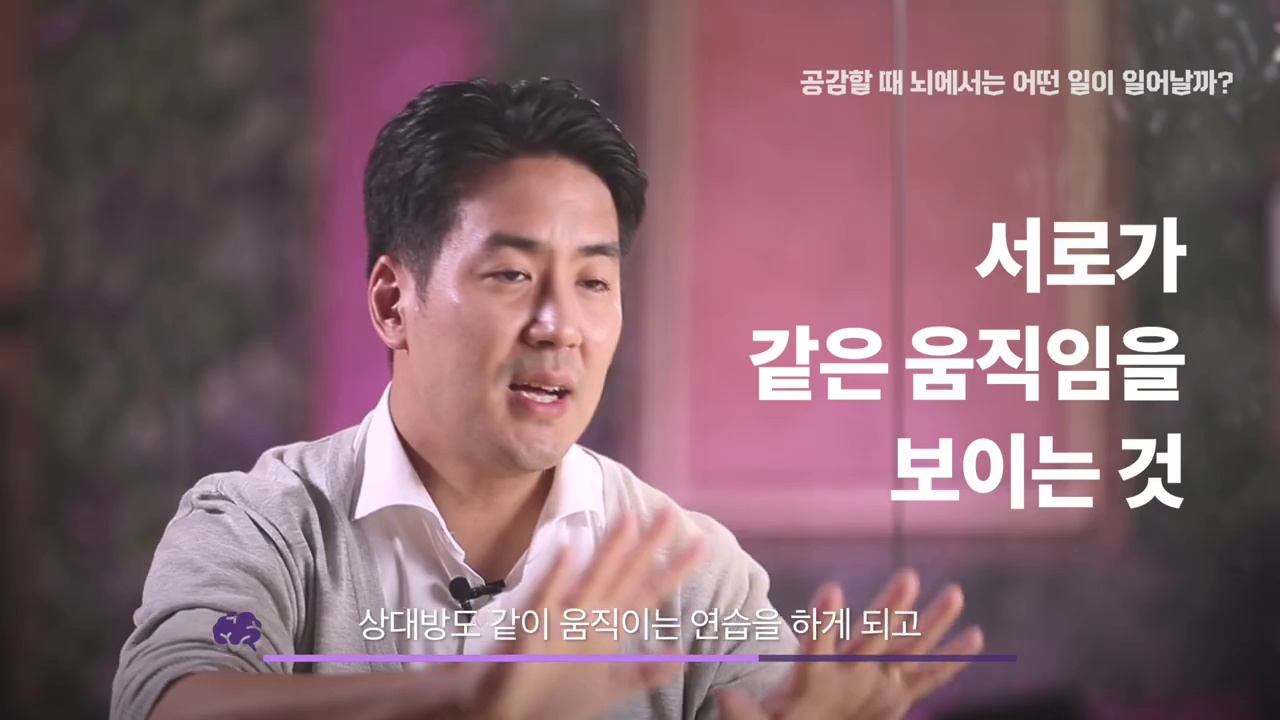 공감할 때 뇌에서는 어떤 일이 일어날까?
서로가
같은 움직임을
보이는 것
상대방도 같이 움직이는 연습을 하게 되고